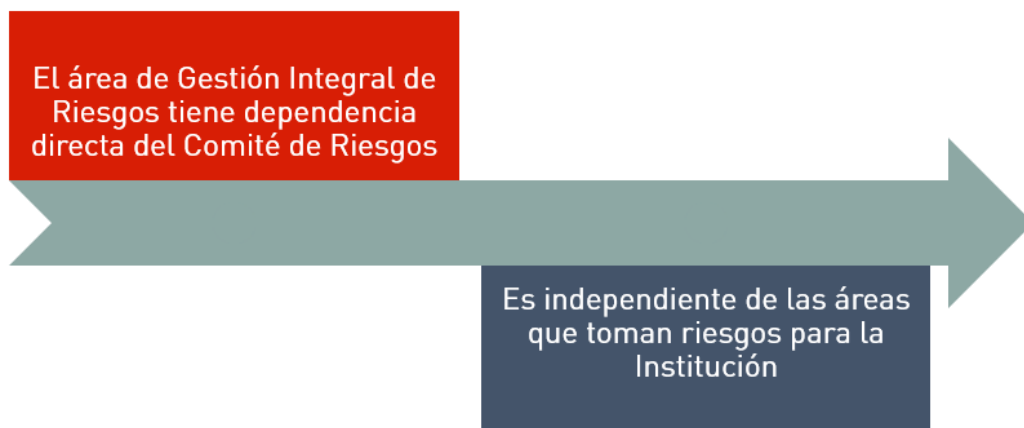 El área de Gestión Integral de
Riesgos tiene dependencia
directa del Comité de Riesgos
Es independiente de las áreas
que toman riesgos para la
Institución